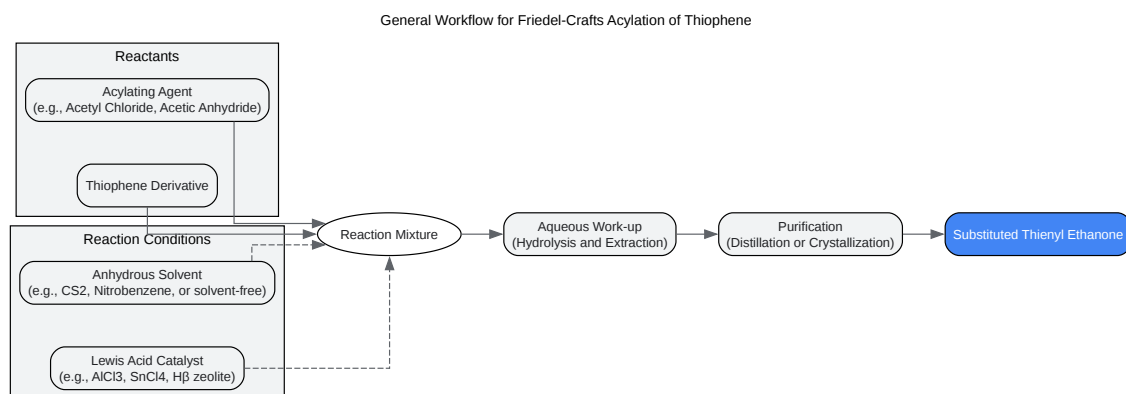 General Workflow for Friedel-Crafts Acylation of Thiophene
Reactants
Acylating Agent
(e.g., Acetyl Chloride, Acetic Anhydride)
Thiophene Derivative
Reaction Conditions
Anhydrous Solvent
(e.g., CS2, Nitrobenzene, or solvent-free)
Lewis Acid Catalyst
(e.g., AlCl3, SnCl4, Hβ zeolite)
Reaction Mixture
Aqueous Work-up
(Hydrolysis and Extraction)
Purification
(Distillation or Crystallization)
Substituted Thienyl Ethanone